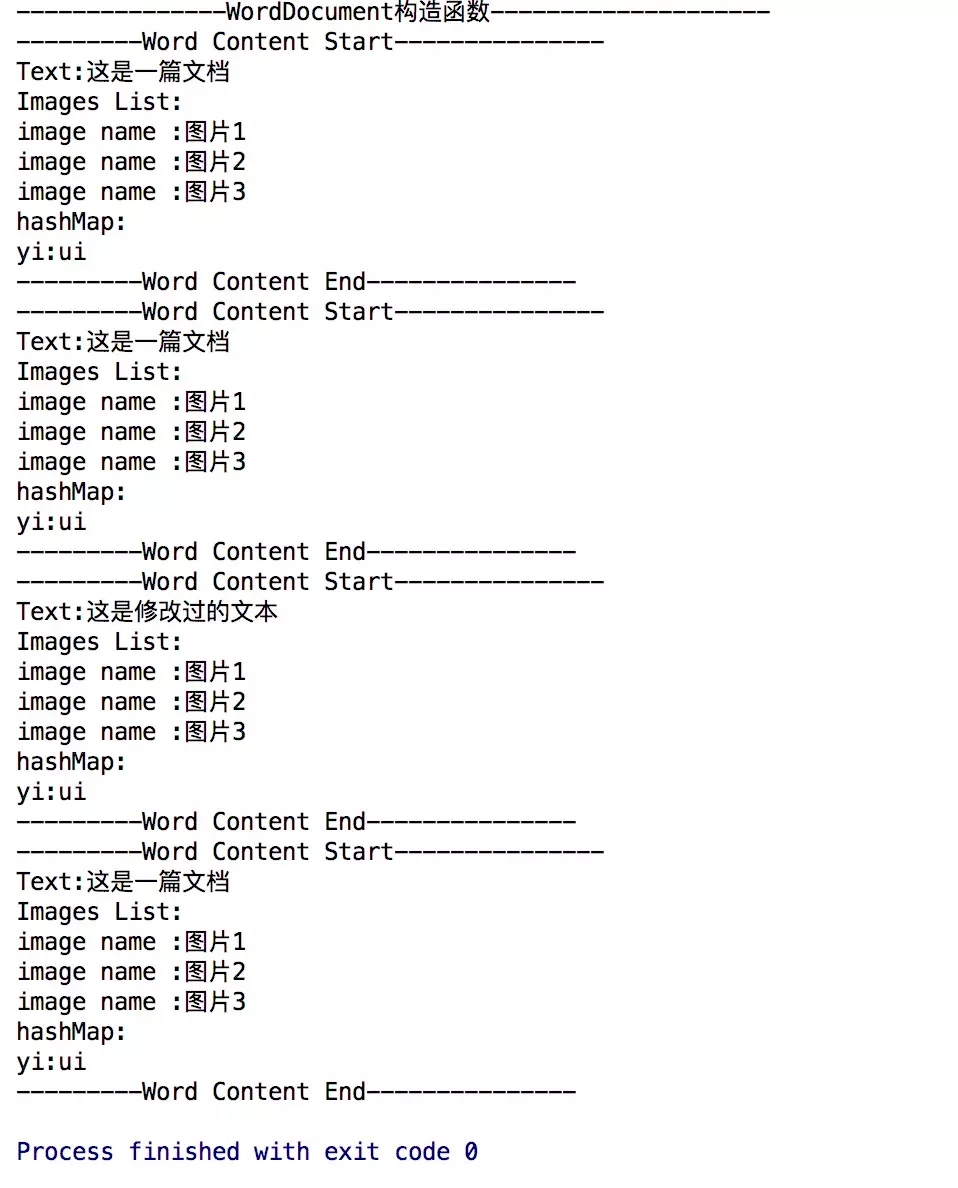 ---------------WordDocument构造函数--------------------
---------Word Content Start---------------
Text:这是一篇文档
Images List:
image name :图片1
image name :图片2
image name :图片3
hashMap:
yi:ui
---------Word Content End---------------
---------Word Content Start---------------
Text:这是一篇文档
Images List:
image name :图片1
image name :图片2
image name :图片3
hashMap:
yi:ui
---------Word Content End---------------
---------Word Content Start---------------
Text:这是修改过的文本
Images List:
image name :图片1
image name :图片2
image name :图片3
hashMap:
yi:ui
---------Word Content End---------------
---------Word Content Start---------------
Text:这是一篇文档
Images List:
image name :图片1
image name :图片2
image name :图片3
hashMap:
yi:ui
---------Word Content End---------------
Process finished with exit code 0